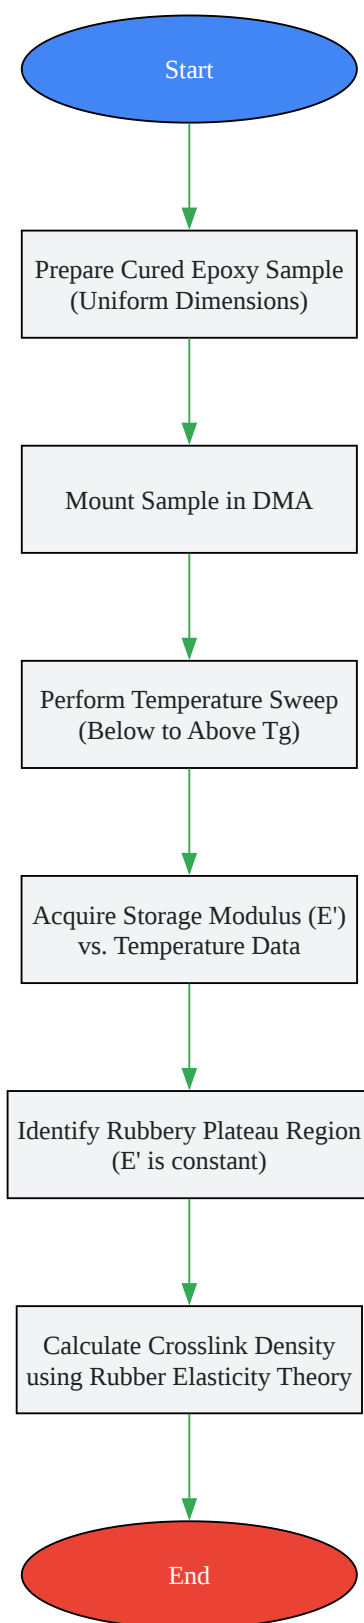 Start
Prepare Cured Epoxy Sample
(Uniform Dimensions)
Mount Sample in DMA
Perform Temperature Sweep
(Below to Above Tg)
Acquire Storage Modulus (E')
vs. Temperature Data
Identify Rubbery Plateau Region
(E' is constant)
Calculate Crosslink Density
using Rubber Elasticity Theory
End